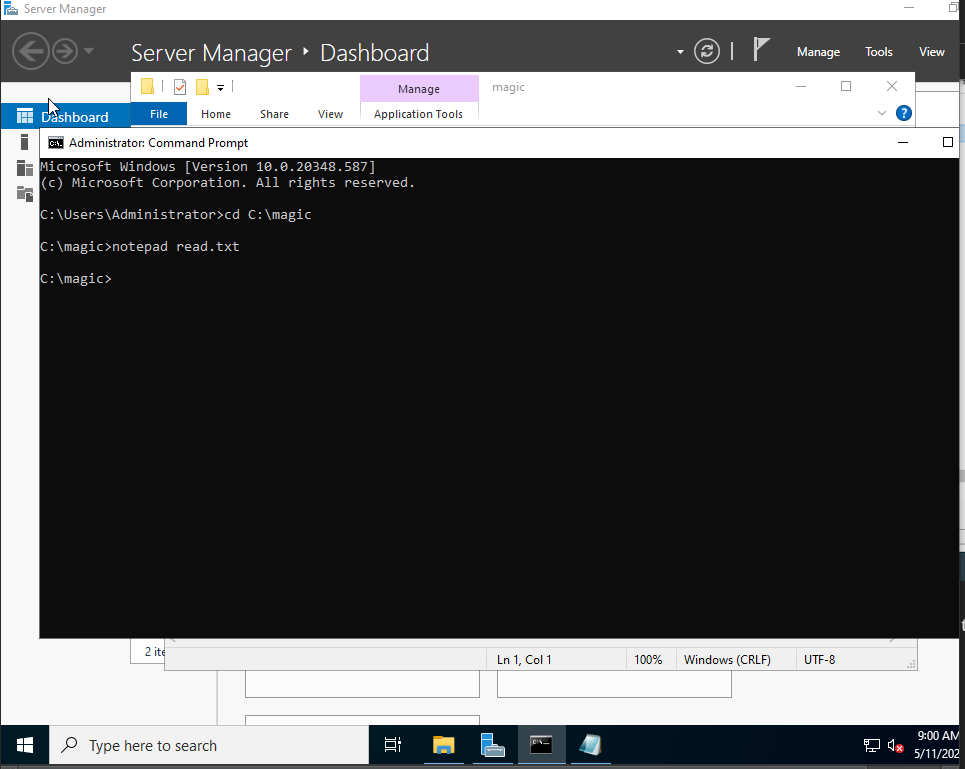 Server Manager
Server Manager Dashboard
Manage Tools View
Manage magic
File Home Share View Application Tools
Dashboard
Administrator: Command Prompt
Microsoft Windows [Version 10.0.20348.587]
(c) Microsoft Corporation. All rights reserved.
C:\Users\Administrator>cd C:\magic
C:\magic>notepad read.txt
C:\magic>
2 ite
Ln 1, Col 1 100% Windows (CRLF) UTF-8
Type here to search
9:00 AM
5/11/202